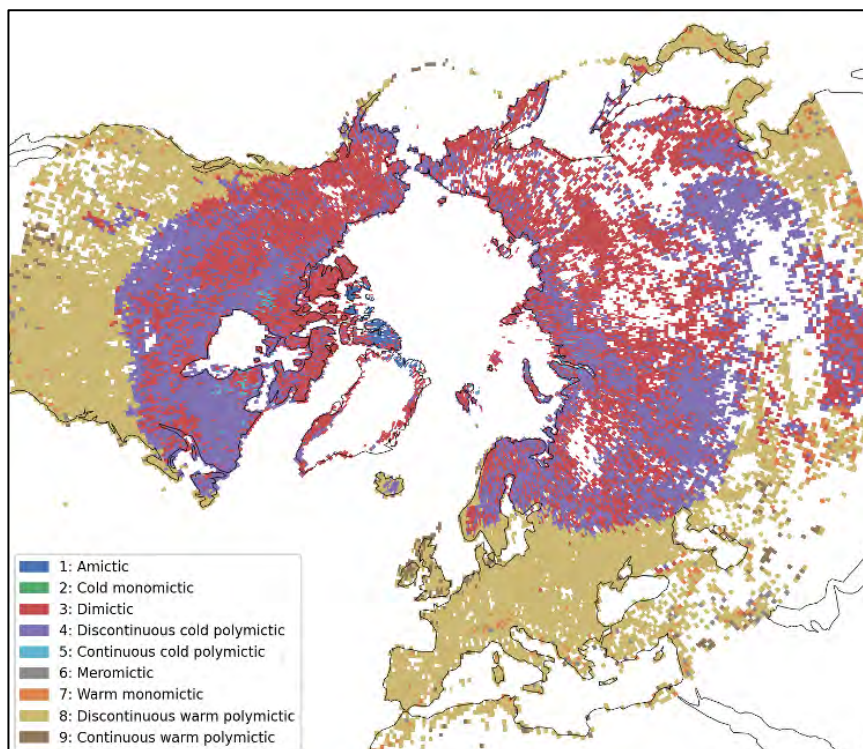 1: Amictic
2: Cold monomictic
3: Dimictic
4: Discontinuous cold polymictic
5: Continuous cold polymictic
6: Meromictic
7: Warm monomictic
8: Discontinuous warm polymictic
9: Continuous warm polymictic